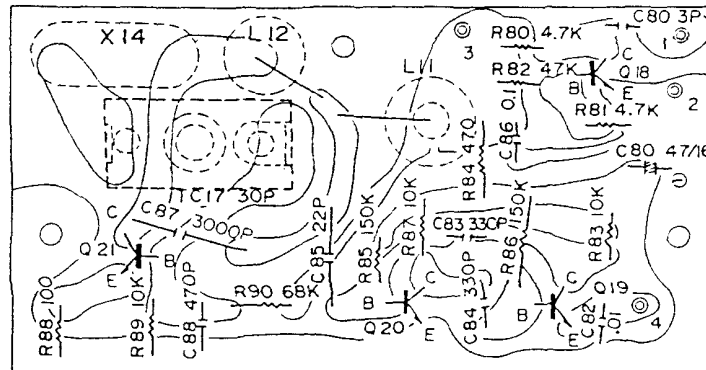 X14
L12
L11
3
R80 4.7K
C80 3P
1
C
Q18
R82 47K
B
E
2
R81 4.7K
0.1
C86
R84 47Ω
C80 47/16
TC17 30P
C87 3000P
C
Q21
B
E
22P
C85
150K
R85
10K
R87
C83 330P
150K
R86
10K
R83
R88 100
R89 10K
C88 470P
R90 68K
B
C
Q20
E
330P
C84
C
Q19
B
E
C82
.01
4